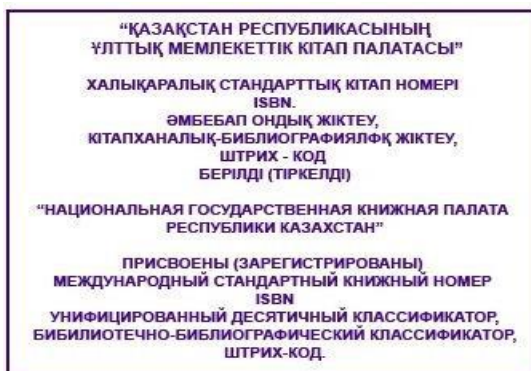 “ҚАЗАҚСТАН РЕСПУБЛИКАСЫНЫҢ
ҰЛТТЫҚ МЕМЛЕКЕТТІК КІТАП ПАЛАТАСЫ”
ХАЛЫҚАРАЛЫҚ СТАНДАРТТЫҚ КІТАП НОМЕРІ
ISBN.
ӘМБЕБАП ОНДЫҚ ЖІКТЕУ,
КІТАПХАНАЛЫҚ-БИБЛИОГРАФИЯЛФҚ ЖІКТЕУ,
ШТРИХ - КОД
БЕРІЛДІ (ТІРКЕЛДІ)
“НАЦИОНАЛЬНАЯ ГОСУДАРСТВЕННАЯ КНИЖНАЯ ПАЛАТА
РЕСПУБЛИКИ КАЗАХСТАН”
ПРИСВОЕНЫ (ЗАРЕГИСТРИРОВАНЫ)
МЕЖДУНАРОДНЫЙ СТАНДАРТНЫЙ КНИЖНЫЙ НОМЕР
ISBN
УНИФИЦИРОВАННЫЙ ДЕСЯТИЧНЫЙ КЛАССИФИКАТОР,
БИБИЛИОТЕЧНО-БИБЛИОГРАФИЧЕСКИЙ КЛАССИФИКАТОР,
ШТРИХ-КОД.